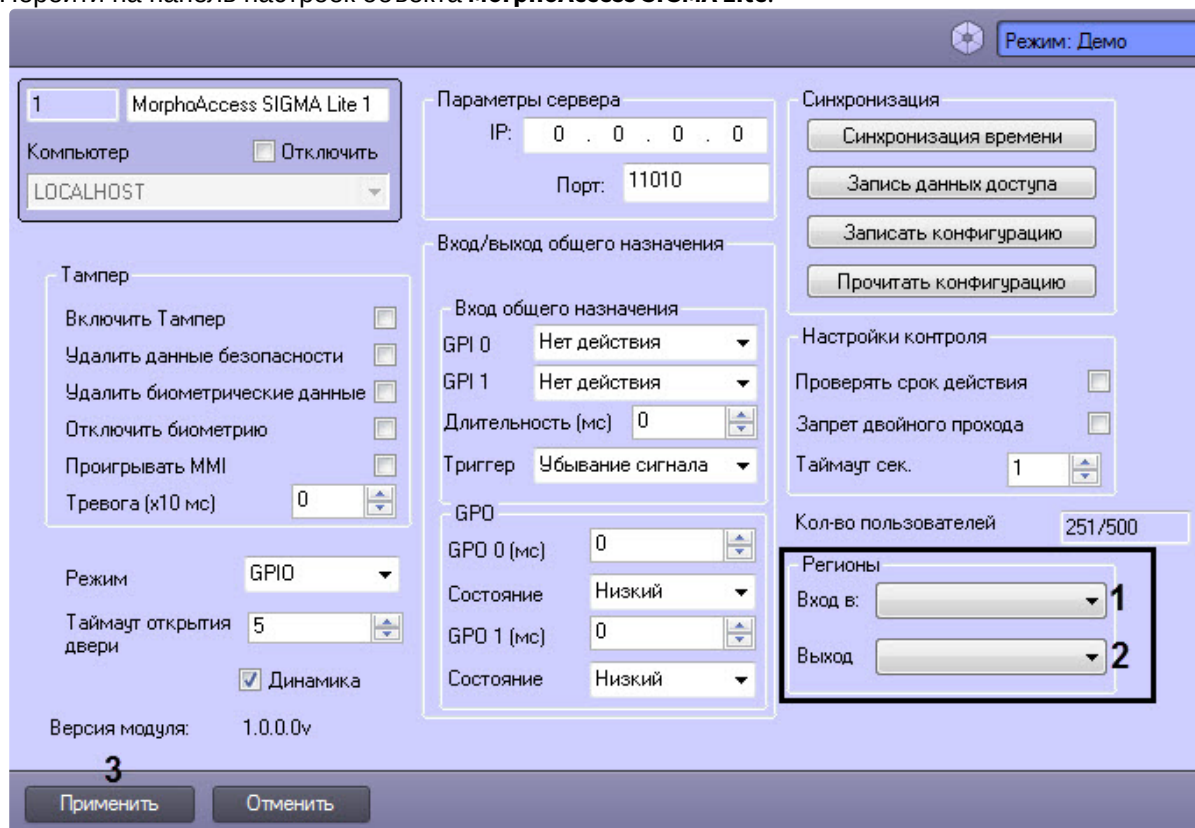 Перейти на панель настроек объекта MorphoAccess SIGMA Lite.
Режим: Демо
1 MorphoAccess SIGMA Lite 1
Компьютер Отключить
LOCALHOST
Тампер
Включить Тампер
Удалить данные безопасности
Удалить биометрические данные
Отключить биометрию
Проигрывать MMI
Тревога (x10 мс) 0
Режим GPIO
Таймаут открытия двери 5
Динамика
Версия модуля: 1.0.0.0v
Параметры сервера
IP: 0 . 0 . 0 . 0
Порт: 11010
Вход/выход общего назначения
Вход общего назначения
GPI 0 Нет действия
GPI 1 Нет действия
Длительность (мс) 0
Триггер Убывание сигнала
GPO
GPO 0 (мс) 0
Состояние Низкий
GPO 1 (мс) 0
Состояние Низкий
Синхронизация
Синхронизация времени
Запись данных доступа
Записать конфигурацию
Прочитать конфигурацию
Настройки контроля
Проверять срок действия
Запрет двойного прохода
Таймаут сек. 1
Кол-во пользователей 251/500
Регионы
Вход в: 1
Выход 2
3
Применить Отменить